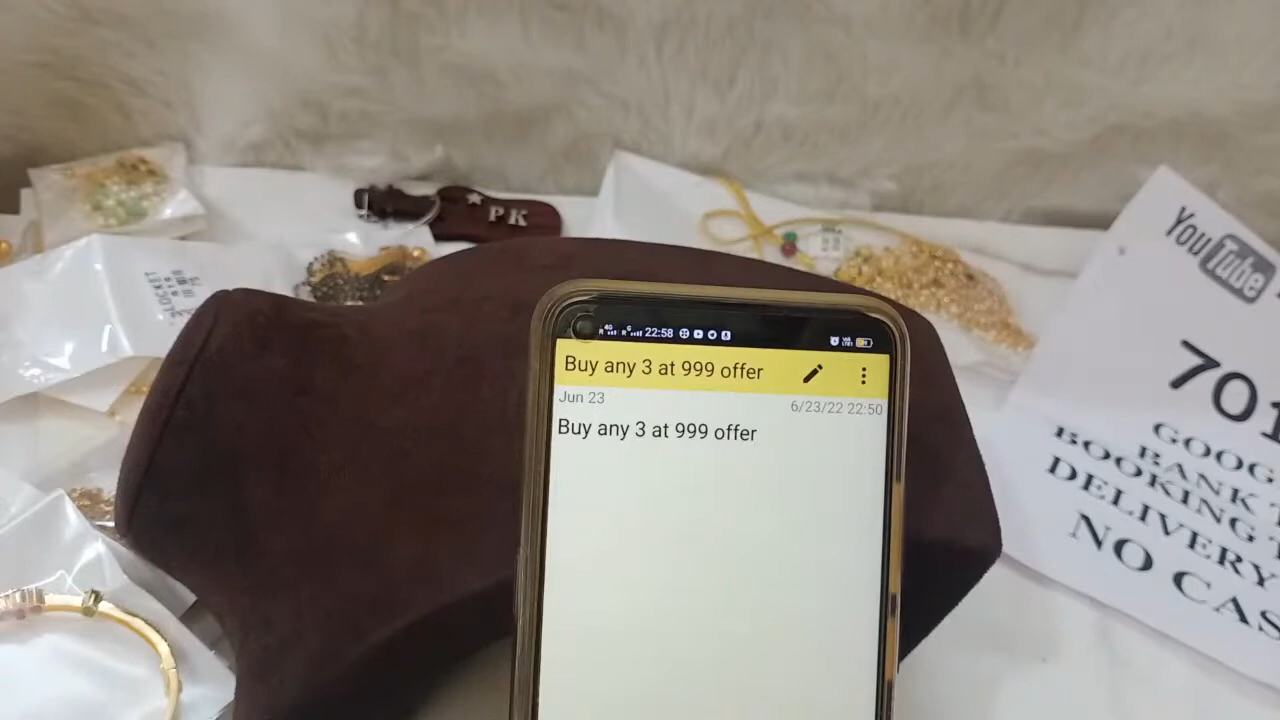 PK
LOCKET
YouTube
701
GOOG
BANK T
BOOKING T
DELIVERY
NO CAS
22:58
Buy any 3 at 999 offer
Jun 23
6/23/22 22:50
Buy any 3 at 999 offer